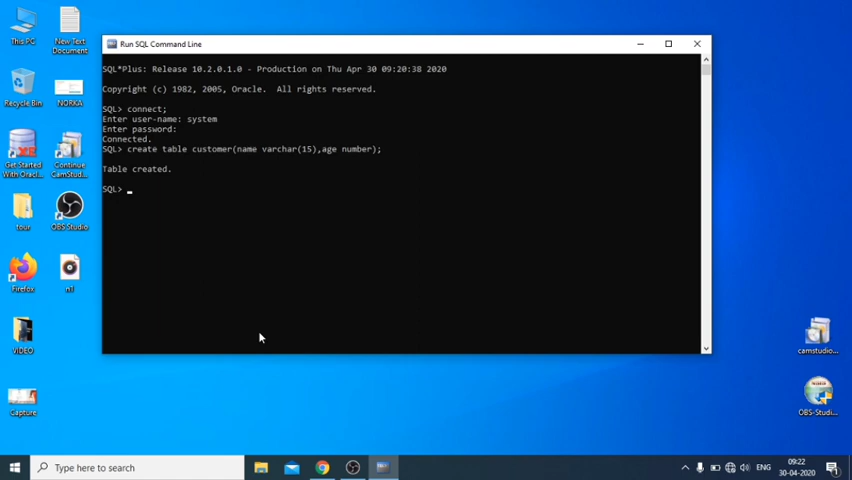 This PC
New Text
Document
Recycle Bin
NORKA
Get Started
With Oracl...
Continue
CamStud...
tour
OBS Studio
Firefox
VIDEO
Capture
Run SQL Command Line
SQL*Plus: Release 10.2.0.1.0 - Production on Thu Apr 30 09:20:38 2020
Copyright (c) 1982, 2005, Oracle.  All rights reserved.
SQL> connect;
Enter user-name: system
Enter password:
Connected.
SQL> create table customer(name varchar(15),age number);
Table created.
SQL> _
camstudio...
OBS-Studi...
Type here to search
ENG
09:22
30-04-2020